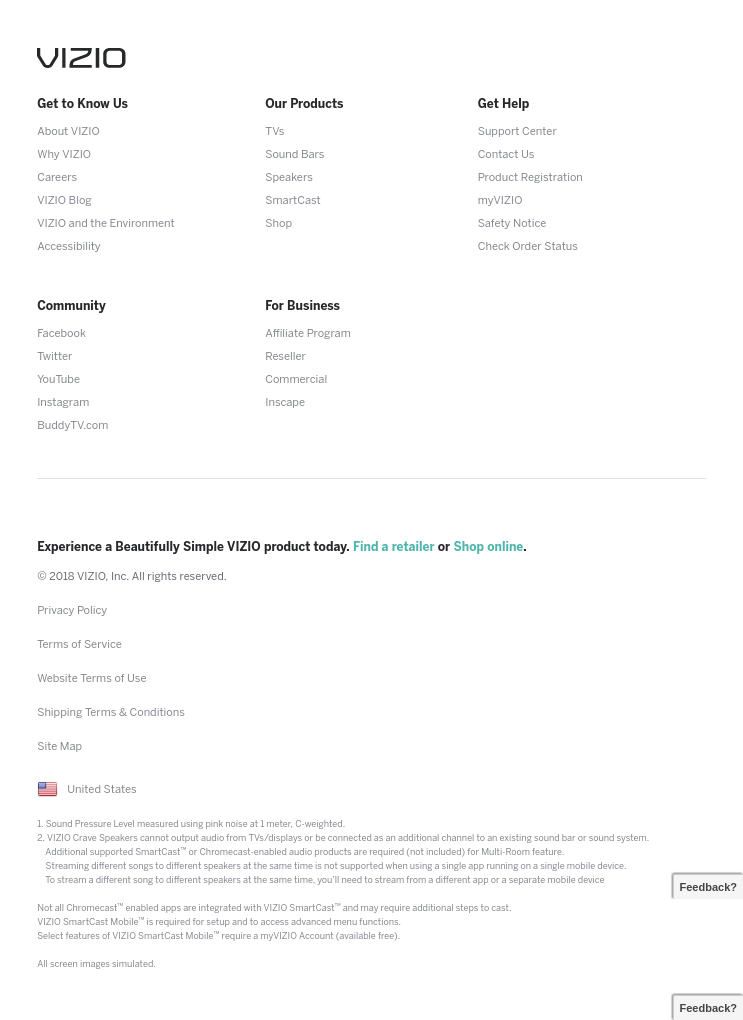 VIZIO
Get to Know Us
About VIZIO
Why VIZIO
Careers
VIZIO Blog
VIZIO and the Environment
Accessibility
Our Products
TVs
Sound Bars
Speakers
SmartCast
Shop
Get Help
Support Center
Contact Us
Product Registration
myVIZIO
Safety Notice
Check Order Status
Community
Facebook
Twitter
YouTube
Instagram
BuddyTV.com
For Business
Affiliate Program
Reseller
Commercial
Inscape
Experience a Beautifully Simple VIZIO product today. Find a retailer or Shop online.
© 2018 VIZIO, Inc. All rights reserved.
Privacy Policy
Terms of Service
Website Terms of Use
Shipping Terms & Conditions
Site Map
United States
1. Sound Pressure Level measured using pink noise at 1 meter, C-weighted.
2. VIZIO Crave Speakers cannot output audio from TVs/displays or be connected as an additional channel to an existing sound bar or sound system.
Additional supported SmartCast™ or Chromecast-enabled audio products are required (not included) for Multi-Room feature.
Streaming different songs to different speakers at the same time is not supported when using a single app running on a single mobile device.
To stream a different song to different speakers at the same time, you'll need to stream from a different app or a separate mobile device
Feedback?
Not all Chromecast™ enabled apps are integrated with VIZIO SmartCast™ and may require additional steps to cast.
VIZIO SmartCast Mobile™ is required for setup and to access advanced menu functions.
Select features of VIZIO SmartCast Mobile™ require a myVIZIO Account (available free).
All screen images simulated.
Feedback?